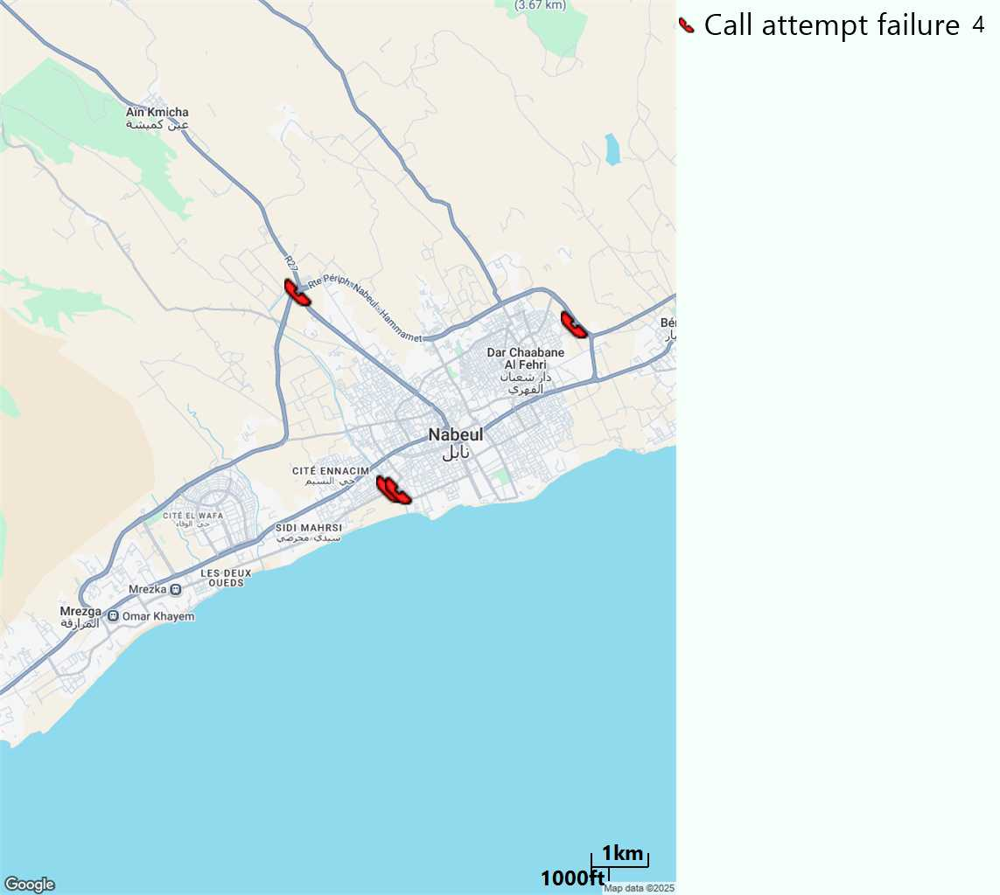 (3.67 km)
Call attempt failure 4
Aïn Kmicha
عين كميشة
R27
Rte Périph. Nabeul - Hammamet
Dar Chaabane
Al Fehri
دار شعبان
الفهري
Nabeul
نابل
CITÉ ENNACIM
حي النسيم
CITÉ EL WAFA
حي الوفاء
SIDI MAHRSI
سيدي محرصي
LES DEUX
OUEDS
Mrezka
Mrezga
المرازقة
Omar Khayem
1km
1000ft
Google
Map data ©2025